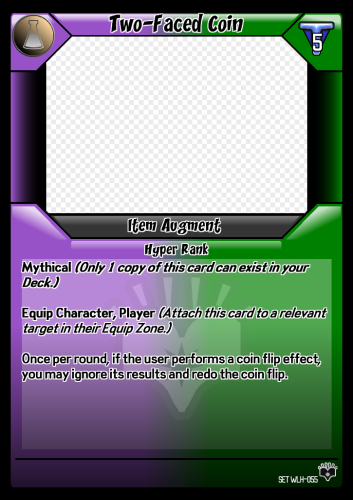 Two-Faced Coin
5
Item Augment
Hyper Rank
Mythical (Only 1 copy of this card can exist in your
Deck.)
Equip Character, Player (Attach this card to a relevant
target in their Equip Zone.)
Once per round, if the user performs a coin flip effect,
you may ignore its results and redo the coin flip.
SET WLH-055